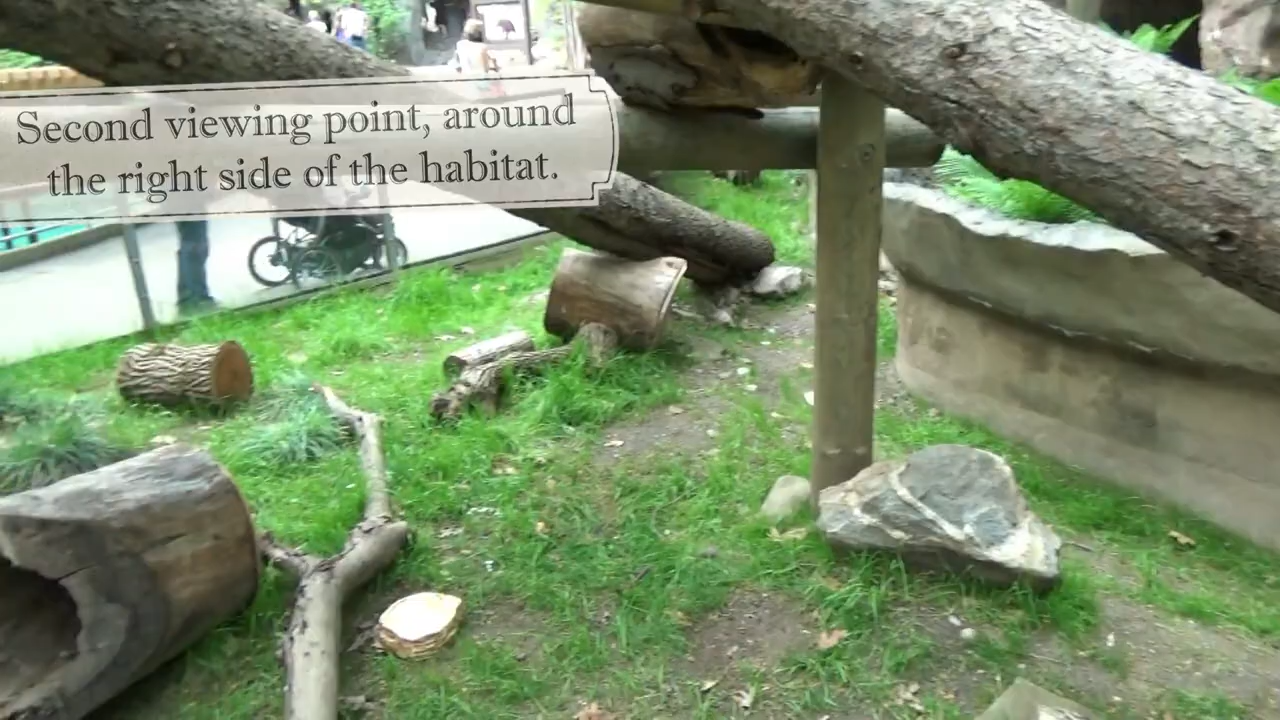 Second viewing point, around
the right side of the habitat.